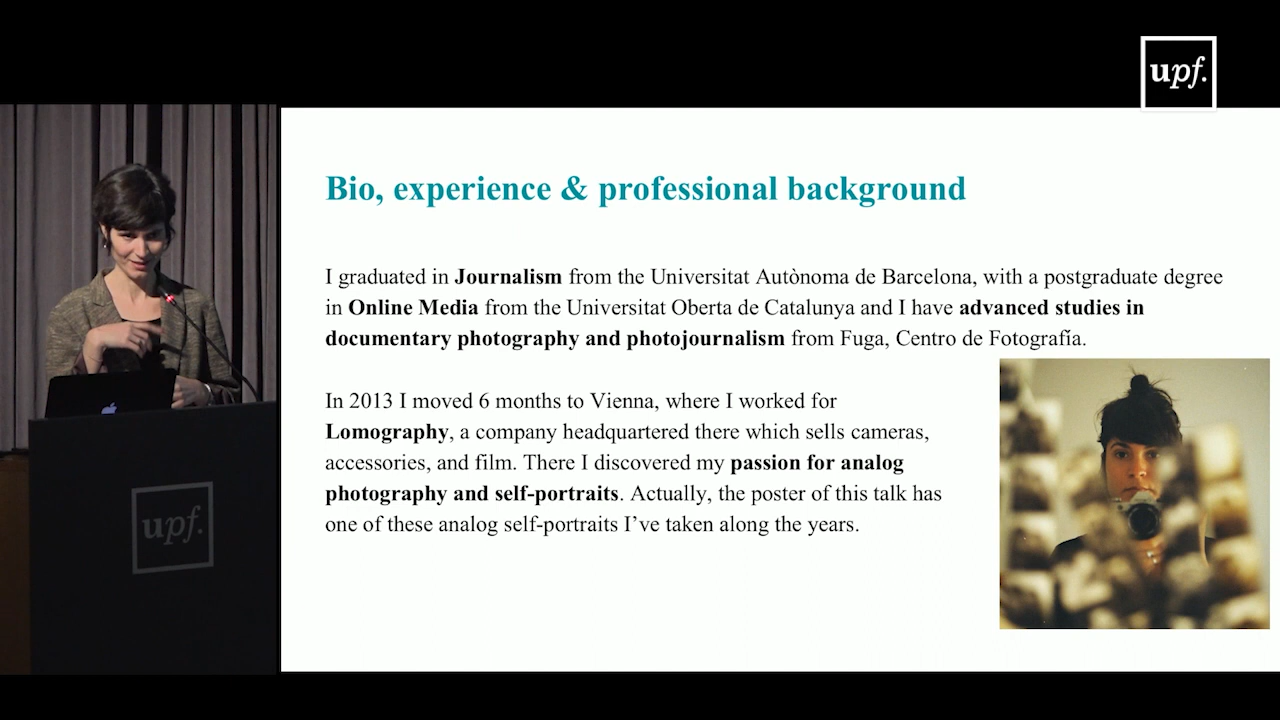 upf.
Bio, experience & professional background
I graduated in Journalism from the Universitat Autònoma de Barcelona, with a postgraduate degree
in Online Media from the Universitat Oberta de Catalunya and I have advanced studies in
documentary photography and photojournalism from Fuga, Centro de Fotografía.
In 2013 I moved 6 months to Vienna, where I worked for
Lomography, a company headquartered there which sells cameras,
accessories, and film. There I discovered my passion for analog
photography and self-portraits. Actually, the poster of this talk has
one of these analog self-portraits I've taken along the years.
upf.